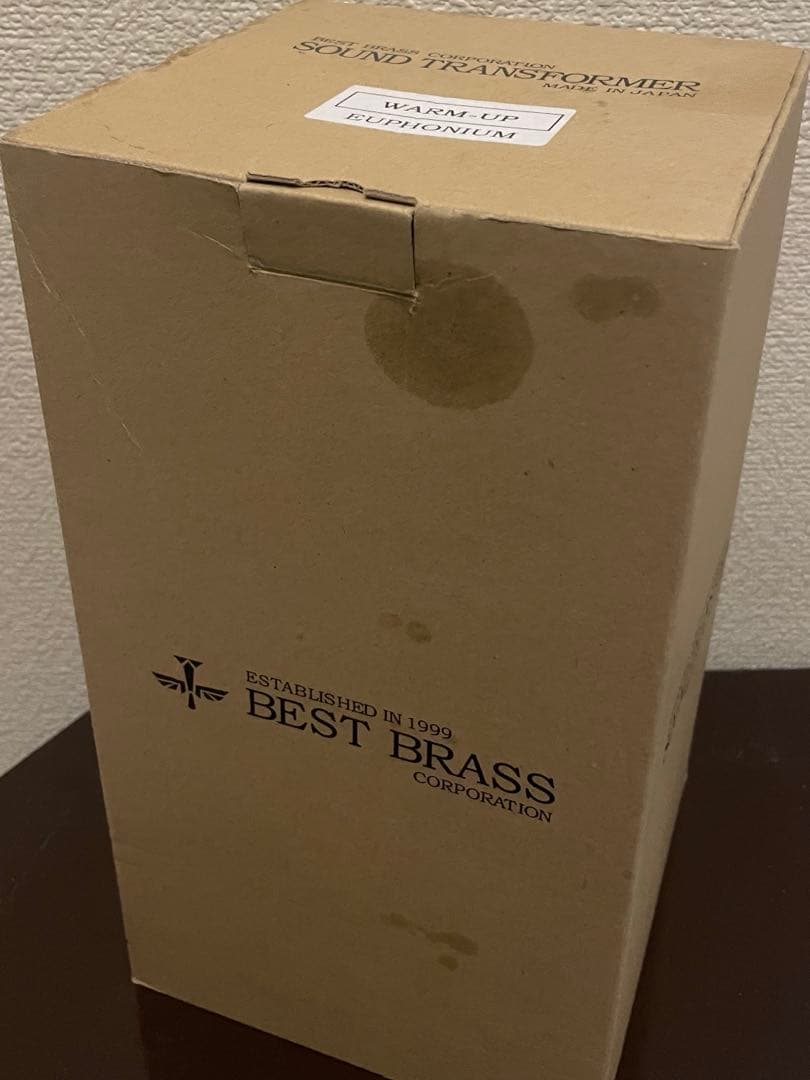 BEST BRASS CORPORATION
SOUND TRANSFORMER
MADE IN JAPAN
WARM-UP
EUPHONIUM
ESTABLISHED IN 1999
BEST BRASS
CORPORATION